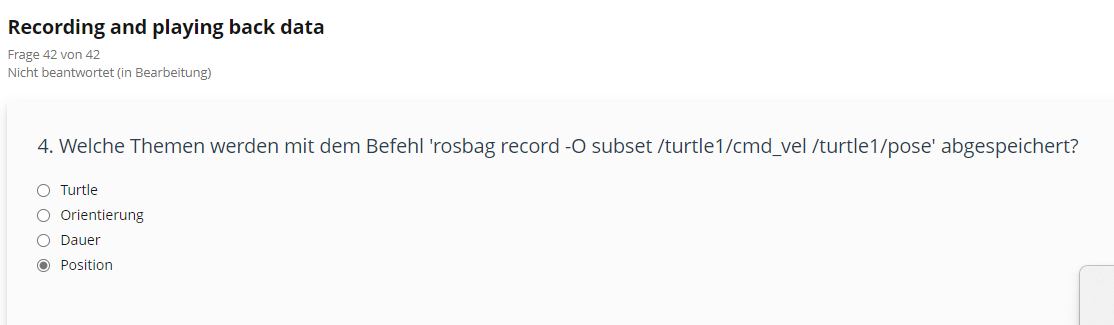 Recording and playing back data
Frage 42 von 42
Nicht beantwortet (in Bearbeitung)
4. Welche Themen werden mit dem Befehl 'rosbag record -O subset /turtle1/cmd_vel /turtle1/pose' abgespeichert?
Turtle
Orientierung
Dauer
Position